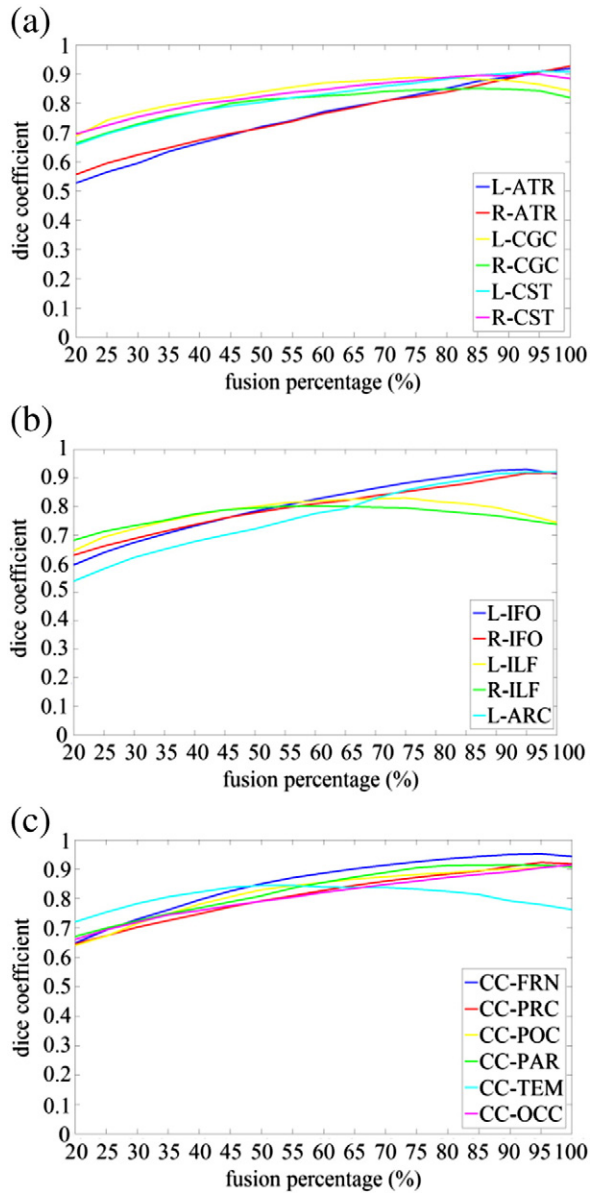 (a)
1
0.9
0.8
0.7
0.6
0.5
0.4
0.3
0.2
0.1
0
dice coefficient
L-ATR
R-ATR
L-CGC
R-CGC
L-CST
R-CST
20 25 30 35 40 45 50 55 60 65 70 75 80 85 90 95 100
fusion percentage (%)
(b)
1
0.9
0.8
0.7
0.6
0.5
0.4
0.3
0.2
0.1
0
dice coefficient
L-IFO
R-IFO
L-ILF
R-ILF
L-ARC
20 25 30 35 40 45 50 55 60 65 70 75 80 85 90 95 100
fusion percentage (%)
(c)
1
0.9
0.8
0.7
0.6
0.5
0.4
0.3
0.2
0.1
0
dice coefficient
CC-FRN
CC-PRC
CC-POC
CC-PAR
CC-TEM
CC-OCC
20 25 30 35 40 45 50 55 60 65 70 75 80 85 90 95 100
fusion percentage (%)